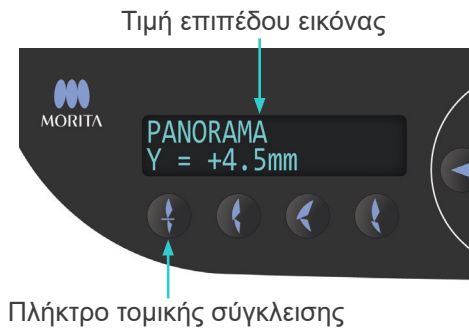 Τιμή επιπέδου εικόνας
MORITA
PANORAMA
Y = +4.5mm
Πλήκτρο τομικής σύγκλεισης